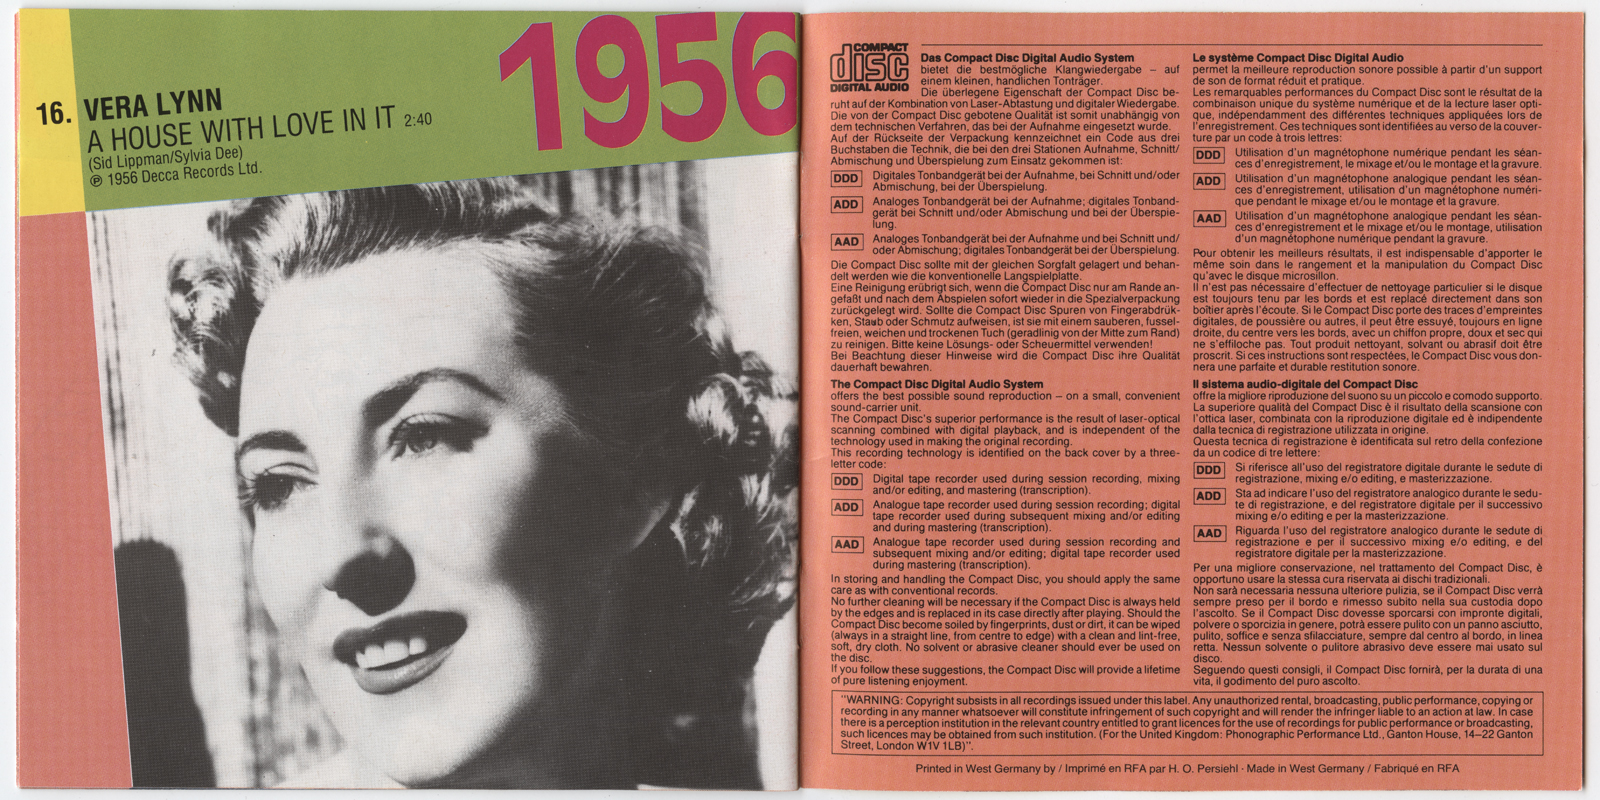 1956
16. VERA LYNN
A HOUSE WITH LOVE IN IT 2:40
(Sid Lippman/Sylvia Dee)
℗ 1956 Decca Records Ltd.
COMPACT
disc
DIGITAL AUDIO
Das Compact Disc Digital Audio System
bietet die bestmögliche Klangwiedergabe – auf
einem kleinen, handlichen Tonträger.
Die überlegene Eigenschaft der Compact Disc be-
ruht auf der Kombination von Laser-Abtastung und digitaler Wiedergabe.
Die von der Compact Disc gebotene Qualität ist somit unabhängig von
dem technischen Verfahren, das bei der Aufnahme eingesetzt wurde.
Auf der Rückseite der Verpackung kennzeichnet ein Code aus drei
Buchstaben die Technik, die bei den drei Stationen Aufnahme, Schnitt/
Abmischung und Überspielung zum Einsatz gekommen ist:
DDD Digitales Tonbandgerät bei der Aufnahme, bei Schnitt und/oder
Abmischung, bei der Überspielung.
ADD Analoges Tonbandgerät bei der Aufnahme; digitales Tonband-
gerät bei Schnitt und/oder Abmischung und bei der Überspie-
lung.
AAD Analoges Tonbandgerät bei der Aufnahme und bei Schnitt und/
oder Abmischung; digitales Tonbandgerät bei der Überspielung.
Die Compact Disc sollte mit der gleichen Sorgfalt gelagert und behan-
delt werden wie die konventionelle Langspielplatte.
Eine Reinigung erübrigt sich, wenn die Compact Disc nur am Rande an-
gefaßt und nach dem Abspielen sofort wieder in die Spezialverpackung
zurückgelegt wird. Sollte die Compact Disc Spuren von Fingerabdrük-
ken, Staub oder Schmutz aufweisen, ist sie mit einem sauberen, fussel-
freien, weichen und trockenen Tuch (geradlinig von der Mitte zum Rand)
zu reinigen. Bitte keine Lösungs- oder Scheuermittel verwenden!
Bei Beachtung dieser Hinweise wird die Compact Disc ihre Qualität
dauerhaft bewahren.
The Compact Disc Digital Audio System
offers the best possible sound reproduction – on a small, convenient
sound-carrier unit.
The Compact Disc's superior performance is the result of laser-optical
scanning combined with digital playback, and is independent of the
technology used in making the original recording.
This recording technology is identified on the back cover by a three-
letter code:
DDD Digital tape recorder used during session recording, mixing
and/or editing, and mastering (transcription).
ADD Analogue tape recorder used during session recording; digital
tape recorder used during subsequent mixing and/or editing
and during mastering (transcription).
AAD Analogue tape recorder used during session recording and
subsequent mixing and/or editing; digital tape recorder used
during mastering (transcription).
In storing and handling the Compact Disc, you should apply the same
care as with conventional records.
No further cleaning will be necessary if the Compact Disc is always held
by the edges and is replaced in its case directly after playing. Should the
Compact Disc become soiled by fingerprints, dust or dirt, it can be wiped
(always in a straight line, from centre to edge) with a clean and lint-free,
soft, dry cloth. No solvent or abrasive cleaner should ever be used on
the disc.
If you follow these suggestions, the Compact Disc will provide a lifetime
of pure listening enjoyment.
Le système Compact Disc Digital Audio
permet la meilleure reproduction sonore possible à partir d'un support
de son de format réduit et pratique.
Les remarquables performances du Compact Disc sont le résultat de la
combinaison unique du système numérique et de la lecture laser opti-
que, indépendamment des différentes techniques appliquées lors de
l'enregistrement. Ces techniques sont identifiées au verso de la couver-
ture par un code à trois lettres:
DDD Utilisation d'un magnétophone numérique pendant les séan-
ces d'enregistrement, le mixage et/ou le montage et la gravure.
ADD Utilisation d'un magnétophone analogique pendant les séan-
ces d'enregistrement, utilisation d'un magnétophone numéri-
que pendant le mixage et/ou le montage et la gravure.
AAD Utilisation d'un magnétophone analogique pendant les séan-
ces d'enregistrement et le mixage et/ou le montage, utilisation
d'un magnétophone numérique pendant la gravure.
Pour obtenir les meilleurs résultats, il est indispensable d'apporter le
même soin dans le rangement et la manipulation du Compact Disc
qu'avec le disque microsillon.
Il n'est pas nécessaire d'effectuer de nettoyage particulier si le disque
est toujours tenu par les bords et est replacé directement dans son
boîtier après l'écoute. Si le Compact Disc porte des traces d'empreintes
digitales, de poussière ou autres, il peut être essuyé, toujours en ligne
droite, du centre vers les bords, avec un chiffon propre, doux et sec qui
ne s'effiloche pas. Tout produit nettoyant, solvant ou abrasif doit être
proscrit. Si ces instructions sont respectées, le Compact Disc vous don-
nera une parfaite et durable restitution sonore.
Il sistema audio-digitale del Compact Disc
offre la migliore riproduzione del suono su un piccolo e comodo supporto.
La superiore qualità del Compact Disc è il risultato della scansione con
l'ottica laser, combinata con la riproduzione digitale ed è indipendente
dalla tecnica di registrazione utilizzata in origine.
Questa tecnica di registrazione è identificata sul retro della confezione
da un codice di tre lettere:
DDD Si riferisce all'uso del registratore digitale durante le sedute di
registrazione, mixing e/o editing, e masterizzazione.
ADD Sta ad indicare l'uso del registratore analogico durante le sedu-
te di registrazione, e del registratore digitale per il successivo
mixing e/o editing e per la masterizzazione.
AAD Riguarda l'uso del registratore analogico durante le sedute di
registrazione e per il successivo mixing e/o editing, e del
registratore digitale per la masterizzazione.
Per una migliore conservazione, nel trattamento del Compact Disc, è
opportuno usare la stessa cura riservata ai dischi tradizionali.
Non sarà necessaria nessuna ulteriore pulizia, se il Compact Disc verrà
sempre preso per il bordo e rimesso subito nella sua custodia dopo
l'ascolto. Se il Compact Disc dovesse sporcarsi con impronte digitali,
polvere o sporcizia in genere, potrà essere pulito con un panno asciutto,
pulito, soffice e senza sfilacciature, sempre dal centro al bordo, in linea
retta. Nessun solvente o pulitore abrasivo deve essere mai usato sul
disco.
Seguendo questi consigli, il Compact Disc fornirà, per la durata di una
vita, il godimento del puro ascolto.
"WARNING: Copyright subsists in all recordings issued under this label. Any unauthorized rental, broadcasting, public performance, copying or
recording in any manner whatsoever will constitute infringement of such copyright and will render the infringer liable to an action at law. In case
there is a perception institution in the relevant country entitled to grant licences for the use of recordings for public performance or broadcasting,
such licences may be obtained from such institution. (For the United Kingdom: Phonographic Performance Ltd., Ganton House, 14–22 Ganton
Street, London W1V 1LB)".
Printed in West Germany by / Imprimé en RFA par H. O. Persiehl · Made in West Germany / Fabriqué en RFA